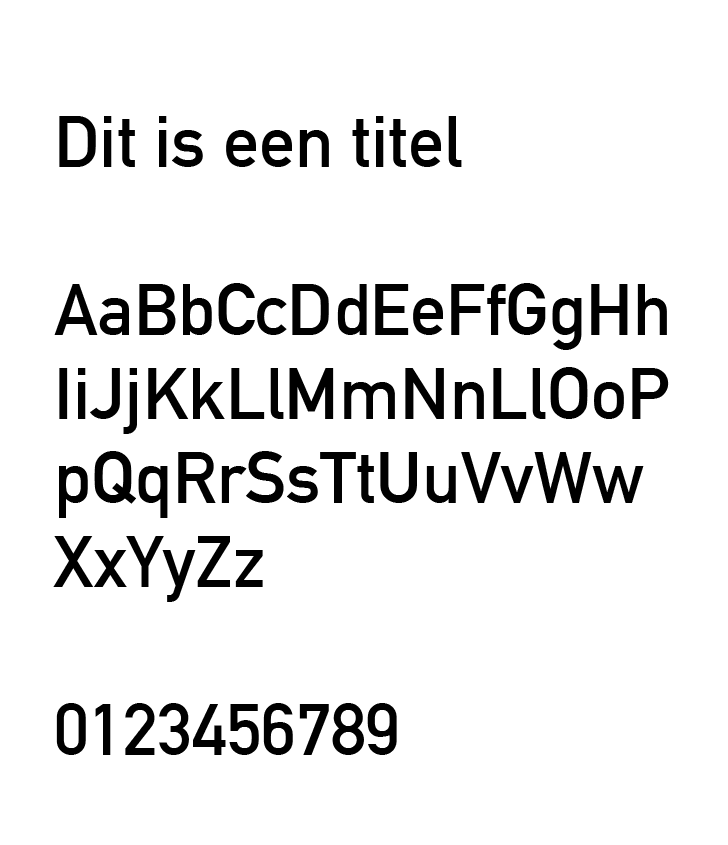 Dit is een titel
AaBbCcDdEeFfGgHh
IiJjKkLlMmNnLlOoP
pQqRrSsTtUuVvWw
XxYyZz
0123456789